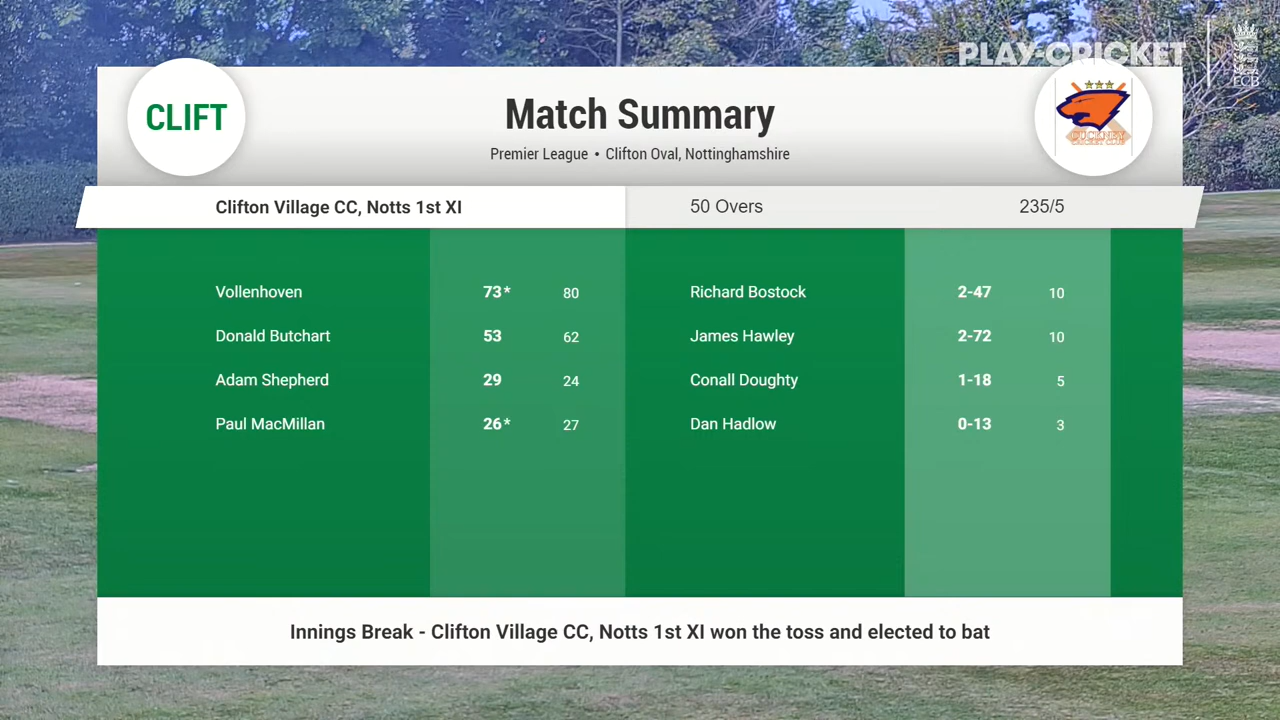 PLAY-CRICKET
CLIFT
Match Summary
Premier League • Clifton Oval, Nottinghamshire
CUCKNEY
CRICKET CLUB
Clifton Village CC, Notts 1st XI 50 Overs 235/5
Vollenhoven 73* 80 Richard Bostock 2-47 10
Donald Butchart 53 62 James Hawley 2-72 10
Adam Shepherd 29 24 Conall Doughty 1-18 5
Paul MacMillan 26* 27 Dan Hadlow 0-13 3
Innings Break - Clifton Village CC, Notts 1st XI won the toss and elected to bat